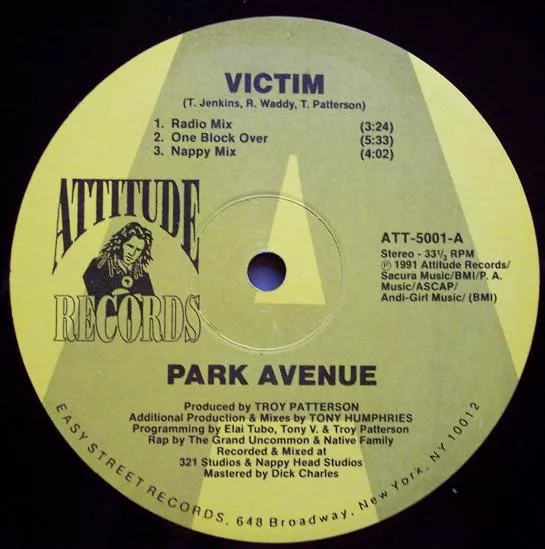 VICTIM
(T. Jenkins, R. Waddy, T. Patterson)
1. Radio Mix (3:24)
2. One Block Over (5:33)
3. Nappy Mix (4:02)
ATTITUDE
RECORDS
ATT-5001-A
Stereo - 33⅓ RPM
℗ 1991 Attitude Records/
Sacura Music/BMI/P. A.
Music/ASCAP/
Andi-Girl Music/ (BMI)
PARK AVENUE
Produced by TROY PATTERSON
Additional Production & Mixes by TONY HUMPHRIES
Programming by Elai Tubo, Tony V. & Troy Patterson
Rap by The Grand Uncommon & Native Family
Recorded & Mixed at
321 Studios & Nappy Head Studios
Mastered by Dick Charles
EASY STREET RECORDS, 648 Broadway, New York, NY 10012